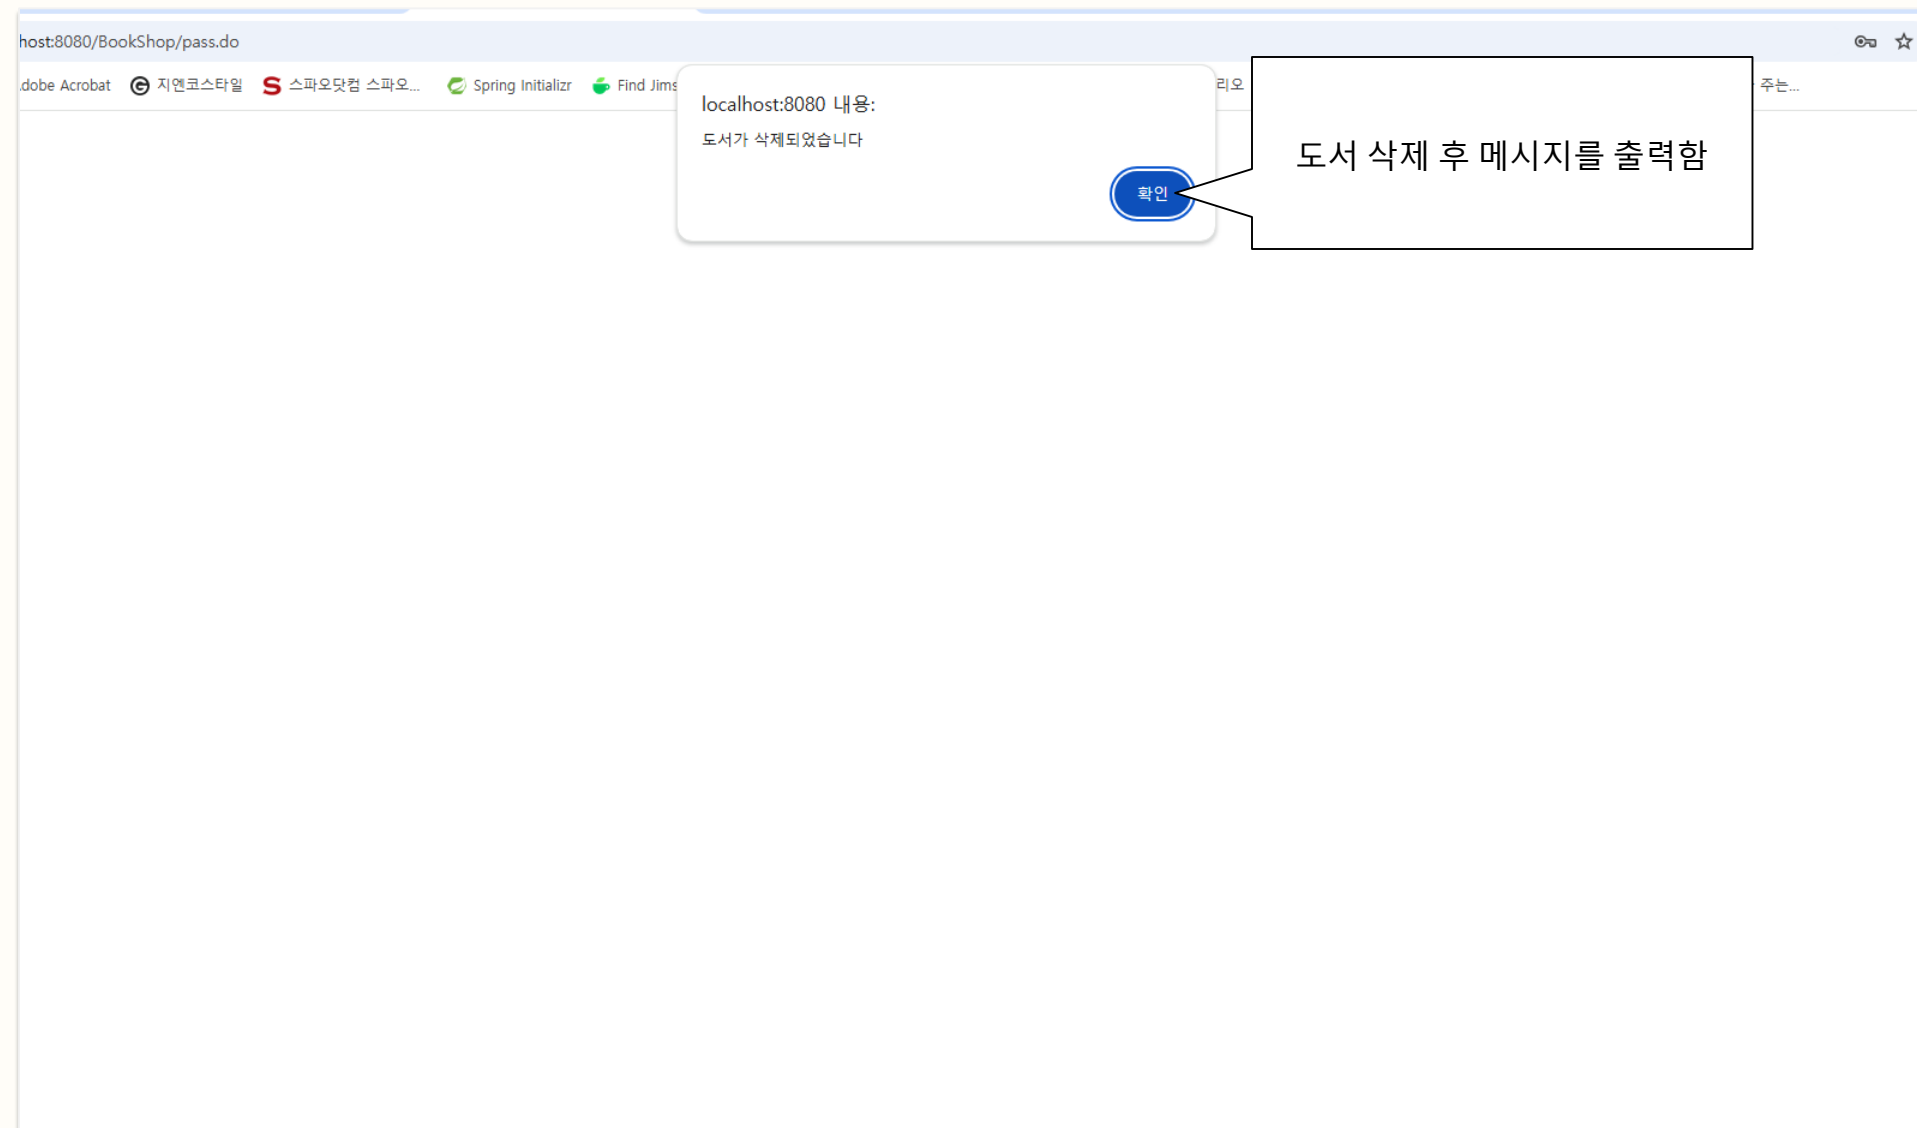 host:8080/BookShop/pass.do
dobe Acrobat 지엔코스타일 스파오닷컴 스파오... Spring Initializr Find Jims 리오 주는...
localhost:8080 내용:
도서가 삭제되었습니다
확인
도서 삭제 후 메시지를 출력함